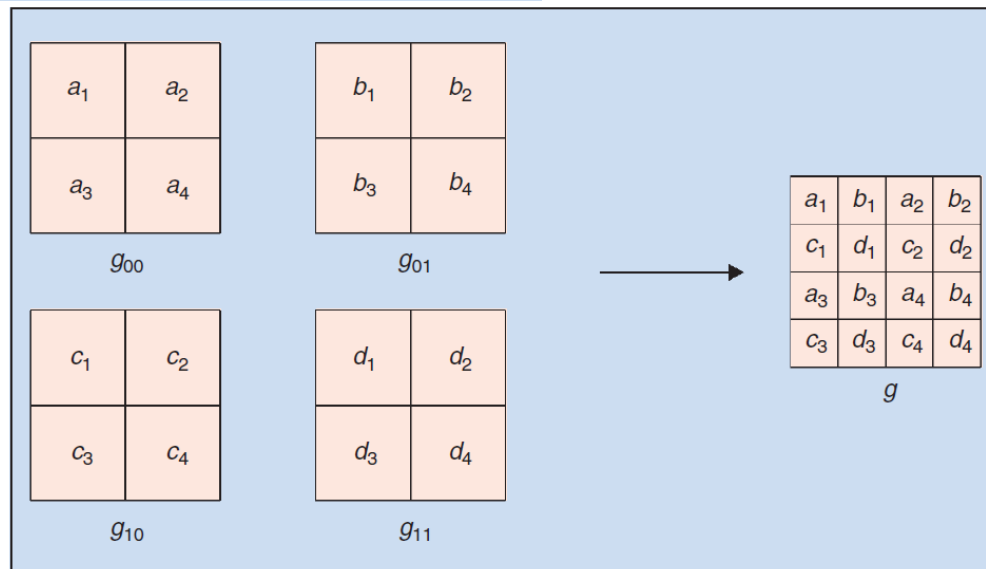 a1 a2 b1 b2
a3 a4 b3 b4
g00 g01
a1 b1 a2 b2
c1 d1 c2 d2
a3 b3 a4 b4
c3 d3 c4 d4
g
c1 c2 d1 d2
c3 c4 d3 d4
g10 g11